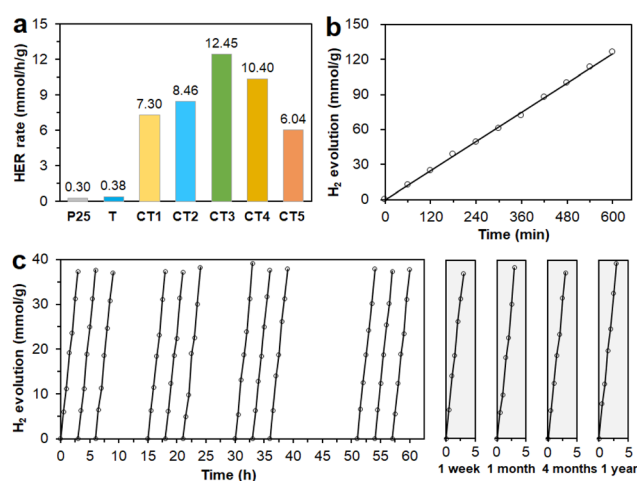 a
HER rate (mmol/h/g)
15
12
9
6
3
0
0.30
0.38
7.30
8.46
12.45
10.40
6.04
P25 T CT1 CT2 CT3 CT4 CT5
b
H₂ evolution (mmol/g)
150
120
90
60
30
0
0 120 240 360 480 600
Time (min)
c
H₂ evolution (mmol/g)
40
30
20
10
0
0 5 10 15 20 25 30 35 40 45 50 55 60
Time (h)
0 5 0 5 0 5 0 5
1 week 1 month 4 months 1 year